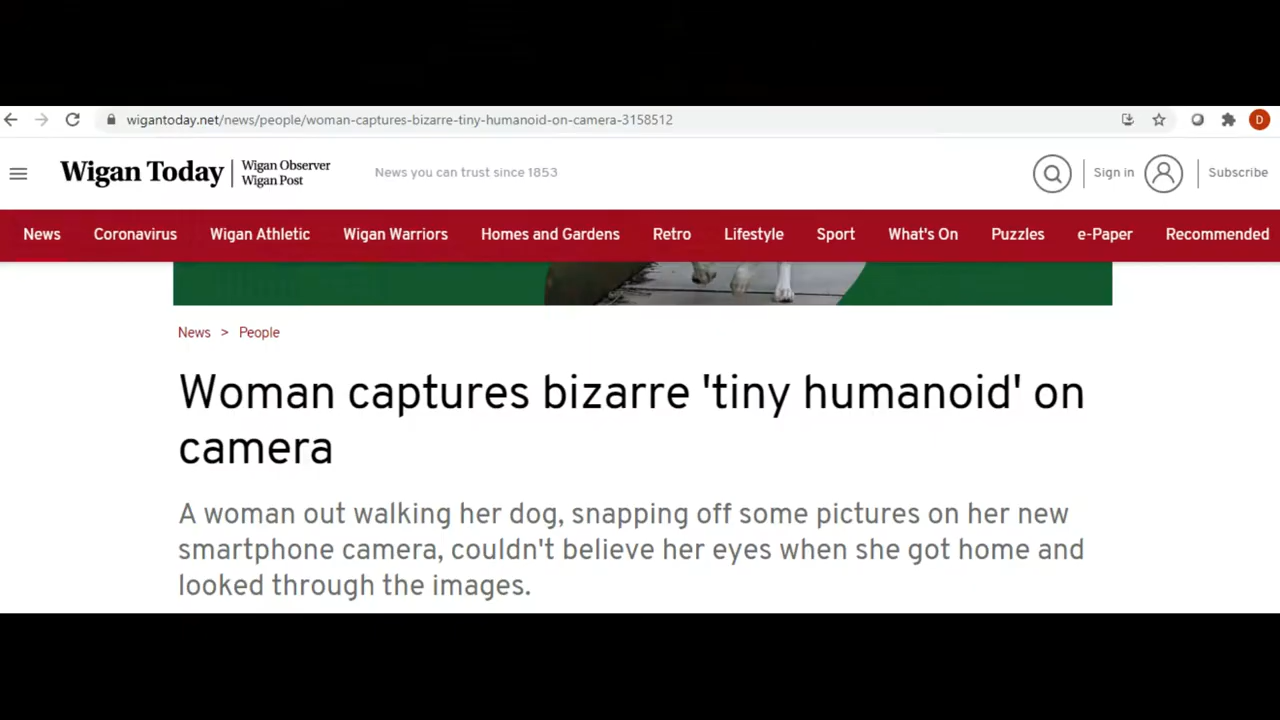 wigantoday.net/news/people/woman-captures-bizarre-tiny-humanoid-on-camera-3158512
D
Wigan Today
Wigan Observer
Wigan Post
News you can trust since 1853
Sign in
Subscribe
News Coronavirus Wigan Athletic Wigan Warriors Homes and Gardens Retro Lifestyle Sport What's On Puzzles e-Paper Recommended
News > People
Woman captures bizarre 'tiny humanoid' on
camera
A woman out walking her dog, snapping off some pictures on her new
smartphone camera, couldn't believe her eyes when she got home and
looked through the images.